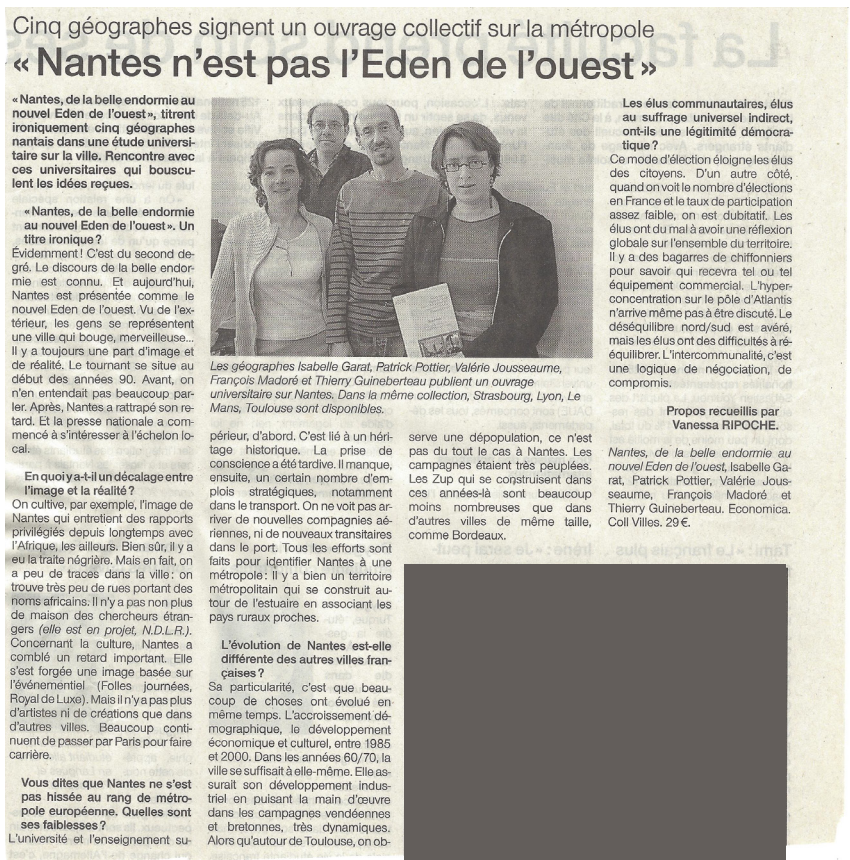 Cinq géographes signent un ouvrage collectif sur la métropole
« Nantes n’est pas l’Eden de l’ouest »
« Nantes, de la belle endormie au
nouvel Eden de l’ouest », titrent
ironiquement cinq géographes
nantais dans une étude universi-
taire sur la ville. Rencontre avec
ces universitaires qui bouscu-
lent les idées reçues.
« Nantes, de la belle endormie
au nouvel Eden de l’ouest ». Un
titre ironique ?
Évidemment ! C’est du second de-
gré. Le discours de la belle endor-
mie est connu. Et aujourd’hui,
Nantes est présentée comme le
nouvel Eden de l’ouest. Vu de l’ex-
térieur, les gens se représentent
une ville qui bouge, merveilleuse...
Il y a toujours une part d’image et
de réalité. Le tournant se situe au
début des années 90. Avant, on
n’en entendait pas beaucoup par-
ler. Après, Nantes a rattrapé son re-
tard. Et la presse nationale a com-
mencé à s’intéresser à l’échelon lo-
cal.
En quoi y a-t-il un décalage entre
l’image et la réalité ?
On cultive, par exemple, l’image de
Nantes qui entretient des rapports
privilégiés depuis longtemps avec
l’Afrique, les ailleurs. Bien sûr, il y a
eu la traite négrière. Mais en fait, on
a peu de traces dans la ville : on
trouve très peu de rues portant des
noms africains. Il n’y a pas non plus
de maison des chercheurs étran-
gers (elle est en projet, N.D.L.R.).
Concernant la culture, Nantes a
comblé un retard important. Elle
s’est forgée une image basée sur
l’événementiel (Folles journées,
Royal de Luxe). Mais il n’y a pas plus
d’artistes ni de créations que dans
d’autres villes. Beaucoup conti-
nuent de passer par Paris pour faire
carrière.
Vous dites que Nantes ne s’est
pas hissée au rang de métro-
pole européenne. Quelles sont
ses faiblesses ?
L’université et l’enseignement su-
Les géographes Isabelle Garat, Patrick Pottier, Valérie Jousseaume,
François Madoré et Thierry Guineberteau publient un ouvrage
universitaire sur Nantes. Dans la même collection, Strasbourg, Lyon, Le
Mans, Toulouse sont disponibles.
périeur, d’abord. C’est lié à un héri-
tage historique. La prise de
conscience a été tardive. Il manque,
ensuite, un certain nombre d’em-
plois stratégiques, notamment
dans le transport. On ne voit pas ar-
river de nouvelles compagnies aé-
riennes, ni de nouveaux transitaires
dans le port. Tous les efforts sont
faits pour identifier Nantes à une
métropole : Il y a bien un territoire
métropolitain qui se construit au-
tour de l’estuaire en associant les
pays ruraux proches.
L’évolution de Nantes est-elle
différente des autres villes fran-
çaises ?
Sa particularité, c’est que beau-
coup de choses ont évolué en
même temps. L’accroissement dé-
mographique, le développement
économique et culturel, entre 1985
et 2000. Dans les années 60/70, la
ville se suffisait à elle-même. Elle as-
surait son développement indus-
triel en puisant la main d’œuvre
dans les campagnes vendéennes
et bretonnes, très dynamiques.
Alors qu’autour de Toulouse, on ob-
serve une dépopulation, ce n’est
pas du tout le cas à Nantes. Les
campagnes étaient très peuplées.
Les Zup qui se construisent dans
ces années-là sont beaucoup
moins nombreuses que dans
d’autres villes de même taille,
comme Bordeaux.
Les élus communautaires, élus
au suffrage universel indirect,
ont-ils une légitimité démocra-
tique ?
Ce mode d’élection éloigne les élus
des citoyens. D’un autre côté,
quand on voit le nombre d’élections
en France et le taux de participation
assez faible, on est dubitatif. Les
élus ont du mal à avoir une réflexion
globale sur l’ensemble du territoire.
Il y a des bagarres de chiffonniers
pour savoir qui recevra tel ou tel
équipement commercial. L’hyper-
concentration sur le pôle d’Atlantis
n’arrive même pas à être discuté. Le
déséquilibre nord/sud est avéré,
mais les élus ont des difficultés à ré-
équilibrer. L’intercommunalité, c’est
une logique de négociation, de
compromis.
Propos recueillis par
Vanessa RIPOCHE.
Nantes, de la belle endormie au
nouvel Eden de l’ouest, Isabelle Ga-
rat, Patrick Pottier, Valérie Jous-
seaume, François Madoré et
Thierry Guineberteau. Economica.
Coll Villes. 29 €.